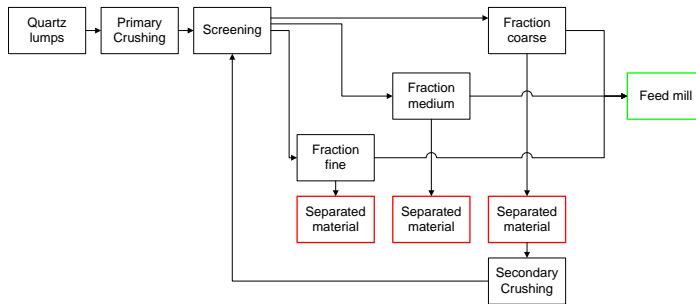 Quartz
lumps
Primary
Crushing
Screening
Fraction
coarse
Fraction
medium
Feed mill
Fraction
fine
Separated
material
Separated
material
Separated
material
Secondary
Crushing